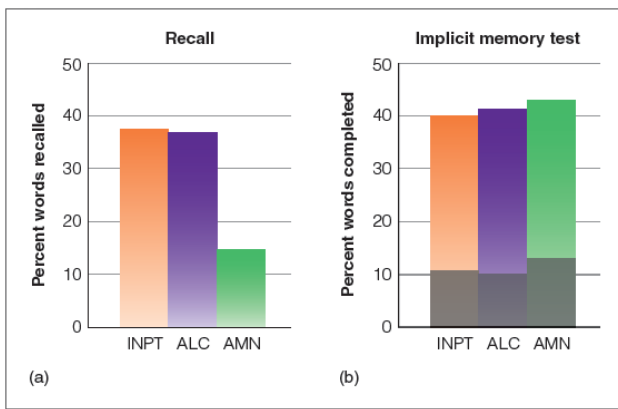 Recall
Percent words recalled
50
40
30
20
10
0
INPT ALC AMN
(a)
Implicit memory test
Percent words completed
50
40
30
20
10
0
INPT ALC AMN
(b)